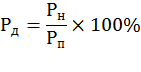 Рд = Рн / Рп × 100%